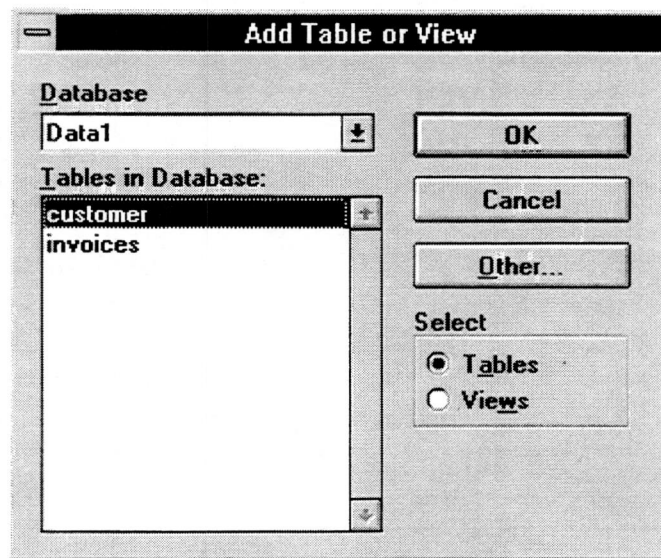 Add Table or View
Database
Data1
Tables in Database:
customer
invoices
OK
Cancel
Other...
Select
Tables
Views